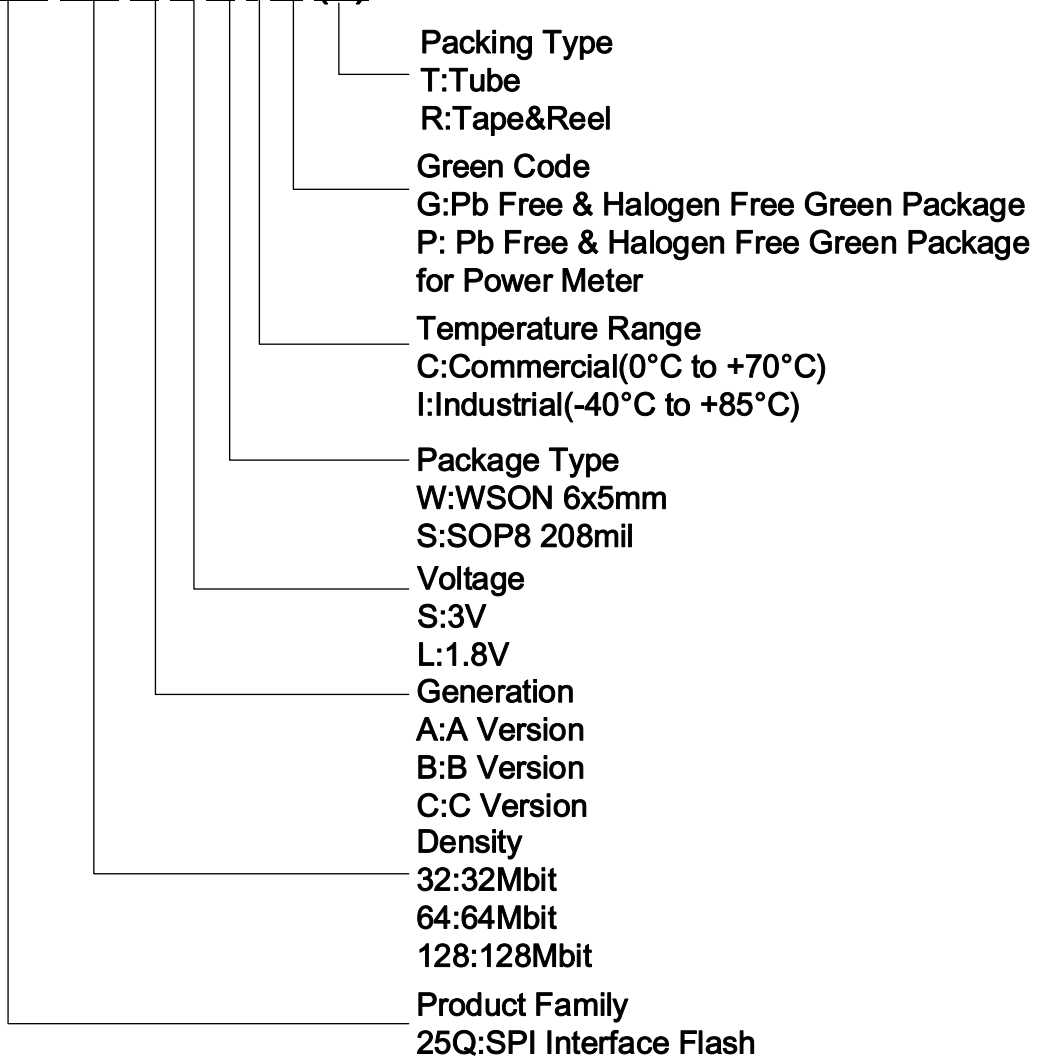 Packing Type
T:Tube
R:Tape&Reel
Green Code
G:Pb Free & Halogen Free Green Package
P: Pb Free & Halogen Free Green Package
for Power Meter
Temperature Range
C:Commercial(0°C to +70°C)
I:Industrial(-40°C to +85°C)
Package Type
W:WSON 6x5mm
S:SOP8 208mil
Voltage
S:3V
L:1.8V
Generation
A:A Version
B:B Version
C:C Version
Density
32:32Mbit
64:64Mbit
128:128Mbit
Product Family
25Q:SPI Interface Flash